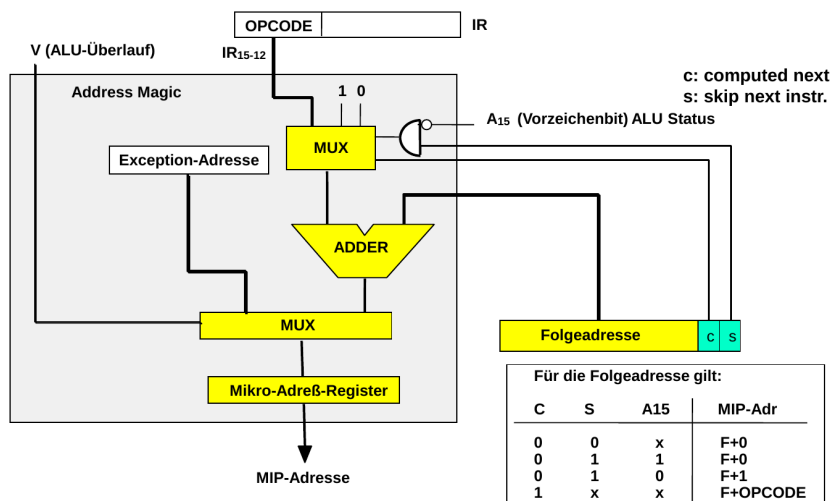 OPCODE
IR
V (ALU-Überlauf)
IR15-12
c: computed next
s: skip next instr.
Address Magic
1 0
A15 (Vorzeichenbit) ALU Status
MUX
Exception-Adresse
ADDER
MUX
Folgeadresse c s
Mikro-Adreß-Register
MIP-Adresse
Für die Folgeadresse gilt:
C S A15 MIP-Adr
0 0 x F+0
0 1 1 F+0
0 1 0 F+1
1 x x F+OPCODE